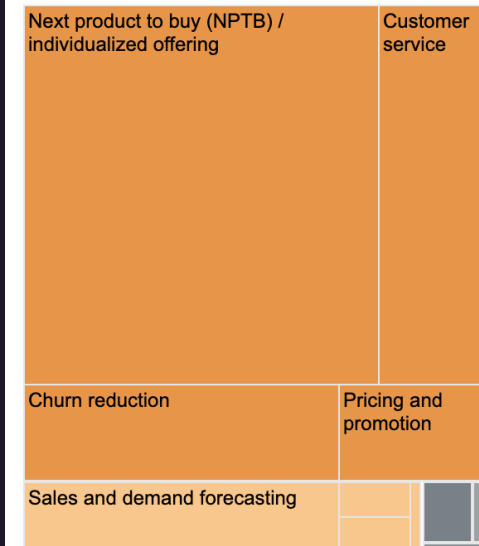 Next product to buy (NPTB) /
individualized offering
Customer
service
Churn reduction
Pricing and
promotion
Sales and demand forecasting